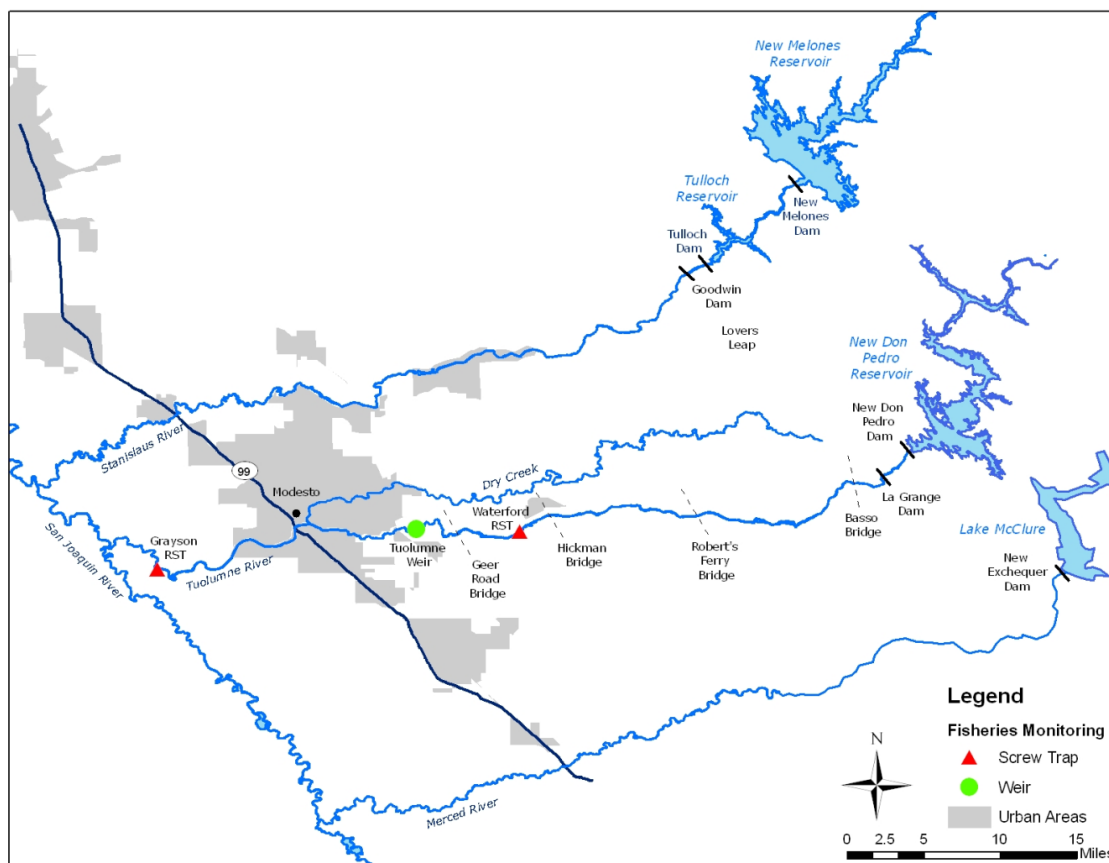 New Melones
Reservoir
Tulloch
Reservoir
New
Melones
Dam
Tulloch
Dam
Goodwin
Dam
Lovers
Leap
New Don
Pedro
Reservoir
New Don
Pedro
Dam
Stanislaus River
99
Modesto
Dry Creek
La Grange
Dam
Waterford
RST
Basso
Bridge
Lake McClure
Grayson
RST
Tuolumne River
Tuolumne
Weir
Geer
Road
Bridge
Hickman
Bridge
Robert's
Ferry
Bridge
New
Exchequer
Dam
San Joaquin River
Merced River
Legend
Fisheries Monitoring
Screw Trap
Weir
Urban Areas
N
0 2.5 5 10 15
Miles